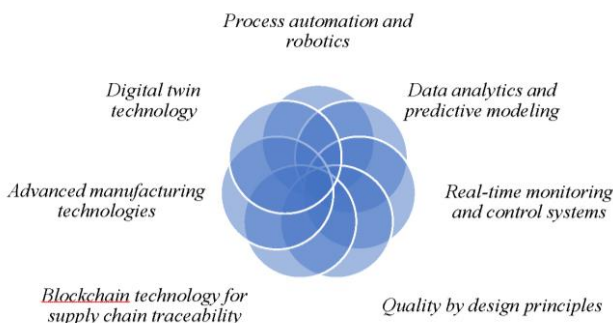 Process automation and
robotics
Digital twin
technology
Data analytics and
predictive modeling
Advanced manufacturing
technologies
Real-time monitoring
and control systems
Blockchain technology for
supply chain traceability
Quality by design principles